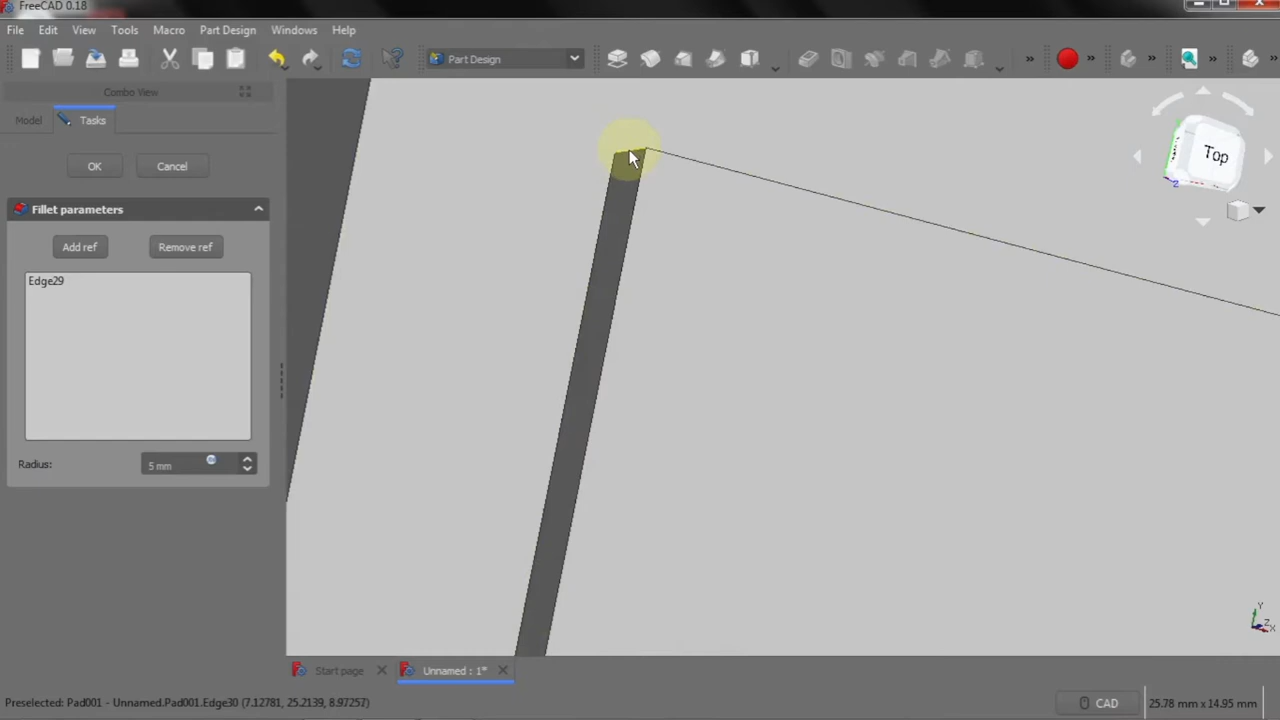 FreeCAD 0.18
File Edit View Tools Macro Part Design Windows Help
Part Design
Combo View
Model Tasks
OK Cancel
Fillet parameters
Add ref Remove ref
Edge29
Radius: 5 mm
Top
Z
Y
Z X
Start page Unnamed : 1*
Preselected: Pad001 - Unnamed.Pad001.Edge30 (7.12781, 25.2139, 8.97257) CAD 25.78 mm x 14.95 mm